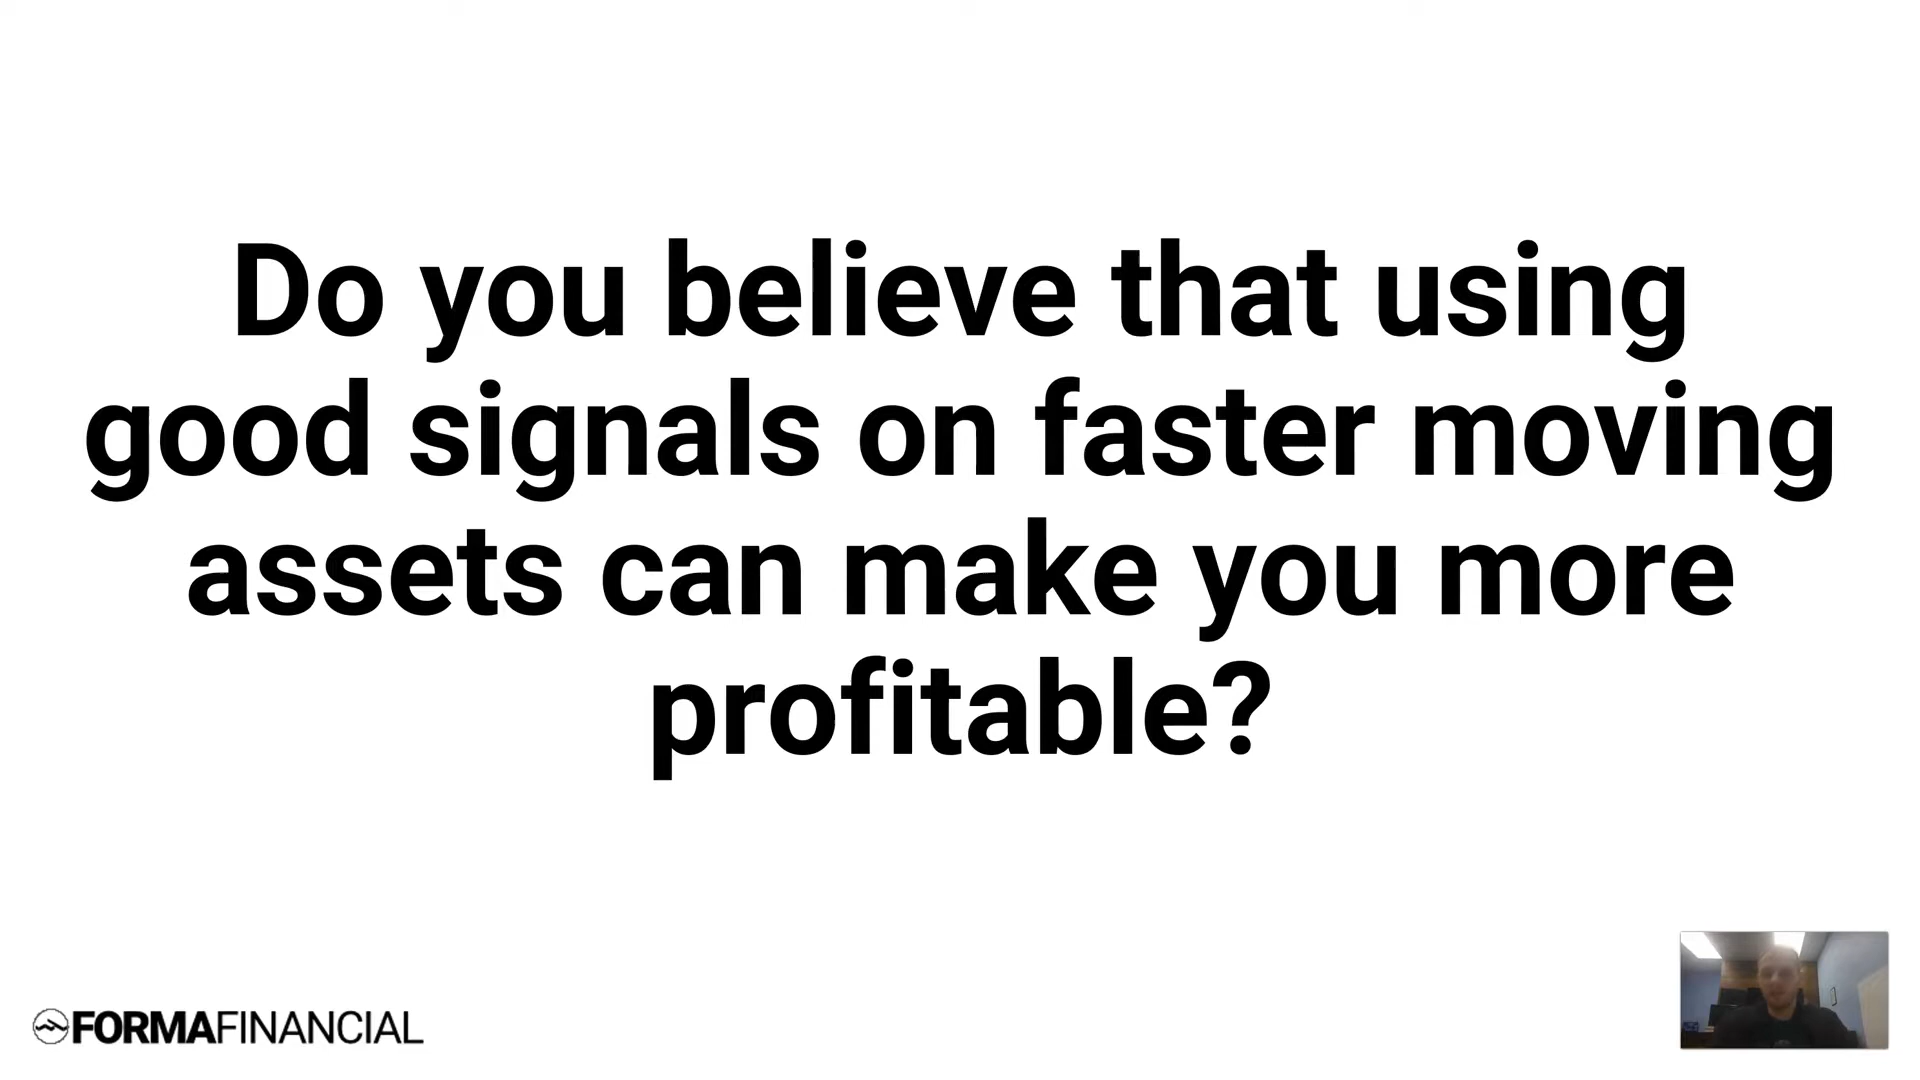 Do you believe that using
good signals on faster moving
assets can make you more
profitable?
FORMAFINANCIAL